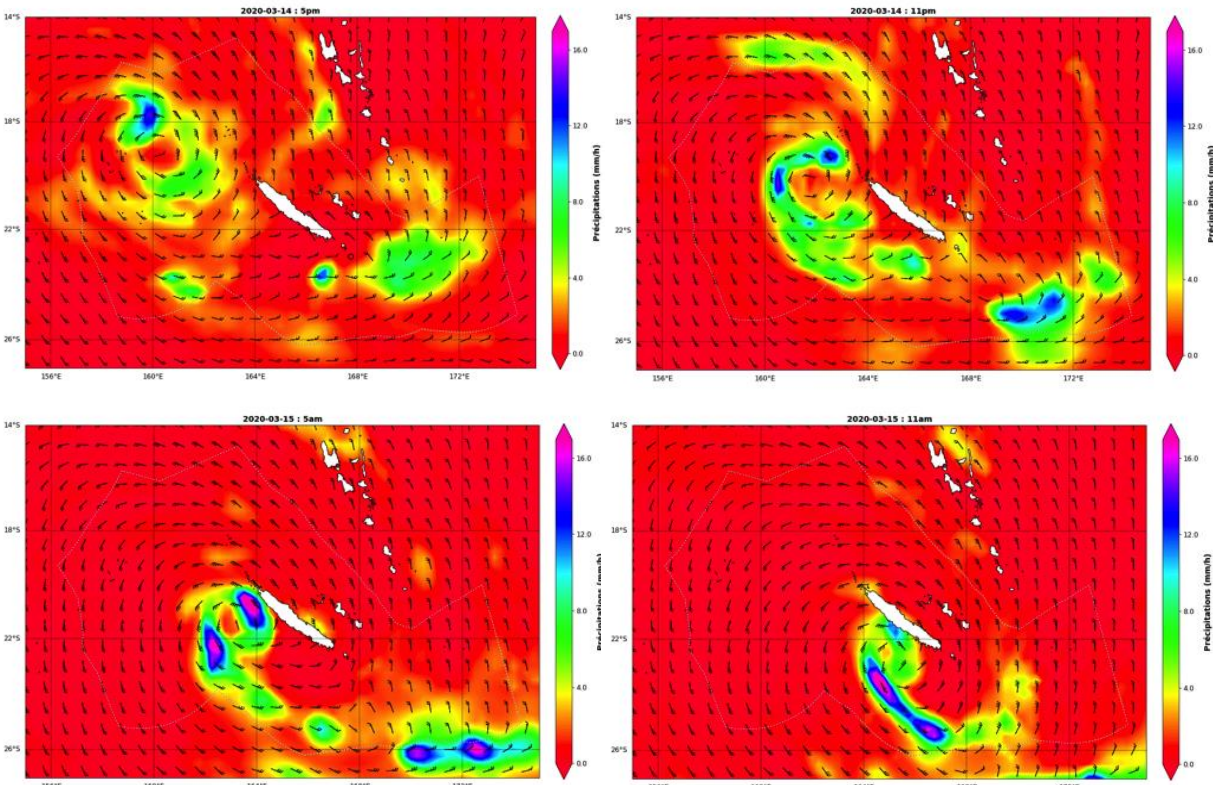 2020-03-14 : 5pm
14°S
18°S
22°S
26°S
156°E
160°E
164°E
168°E
172°E
16.0
12.0
8.0
4.0
0.0
Précipitations (mm/h)
2020-03-14 : 11pm
14°S
18°S
22°S
26°S
156°E
160°E
164°E
168°E
172°E
16.0
12.0
8.0
4.0
0.0
Précipitations (mm/h)
2020-03-15 : 5am
14°S
18°S
22°S
26°S
16.0
12.0
8.0
4.0
0.0
Précipitations (mm/h)
2020-03-15 : 11am
14°S
18°S
22°S
26°S
16.0
12.0
8.0
4.0
0.0
Précipitations (mm/h)